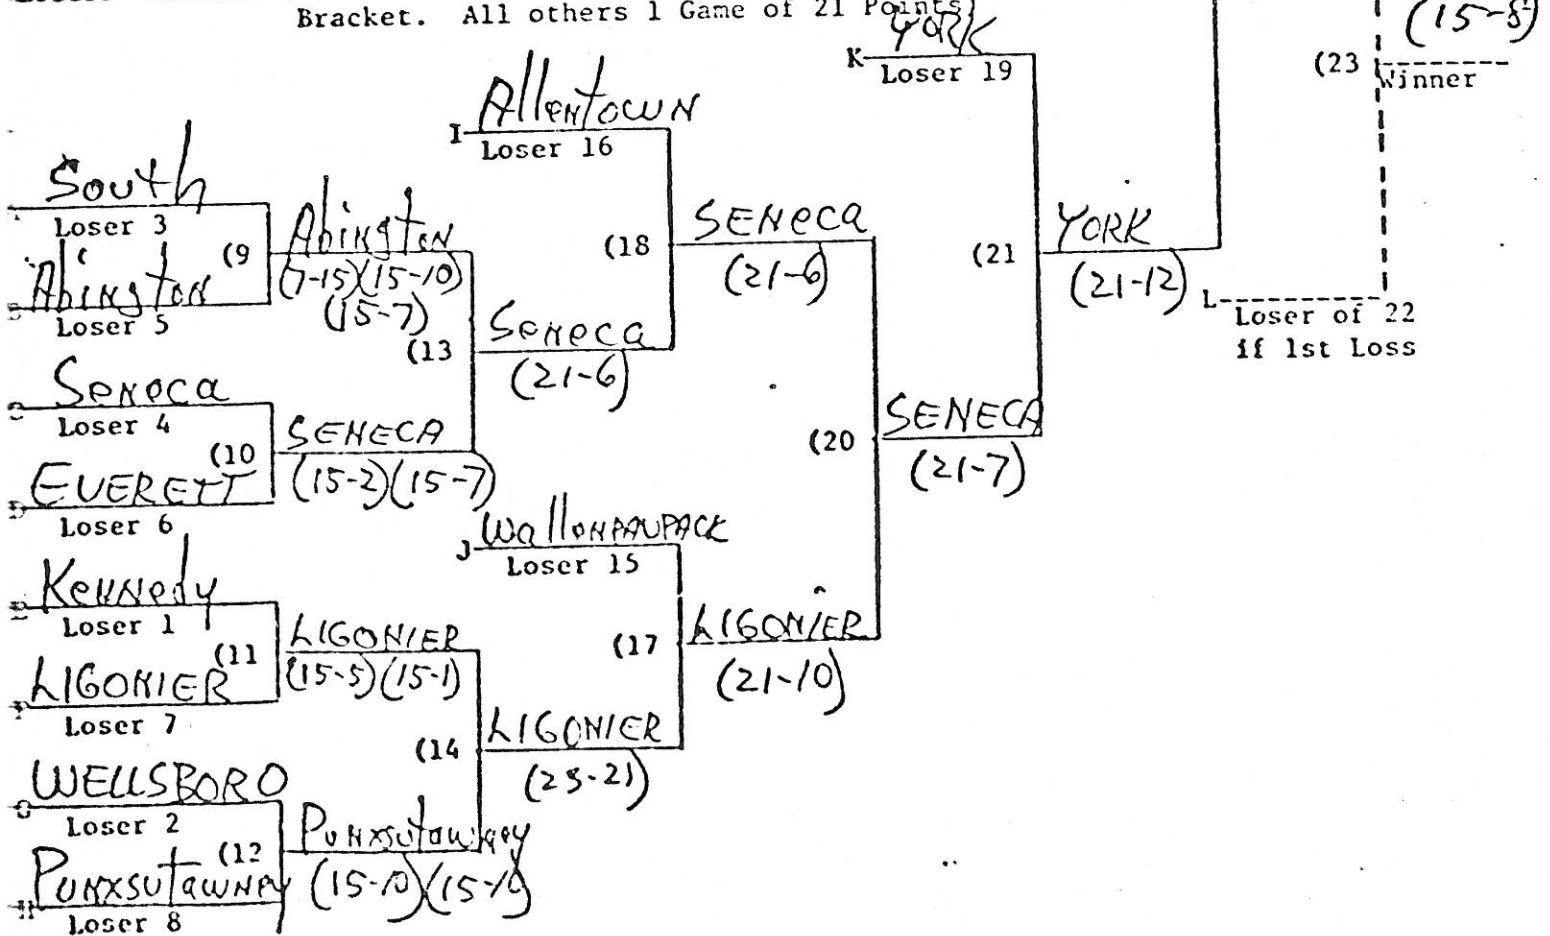 Bracket. All others 1 Game of 21 Points
YORK
K
Loser 19
(15-8)
(23
Winner
Allentown
I
Loser 16
South
Loser 3
(9
Abington
Loser 5
Abington
(7-15)(15-10)
(15-7)
(18
SENECA
(21-6)
(21
YORK
(21-12)
L
Loser of 22
if 1st Loss
(13
Seneca
(21-6)
Seneca
Loser 4
(10
EVERETT
Loser 6
SENECA
(15-2)(15-7)
(20
SENECA
(21-7)
J
WallonPAUPACK
Loser 15
Kennedy
Loser 1
(11
LIGONIER
Loser 7
LIGONIER
(15-5)(15-1)
(17
LIGONIER
(21-10)
(14
LIGONIER
(23-21)
WELLSBORO
Loser 2
(12
Punxsutawney
Loser 8
Punxsutawney
(15-10)